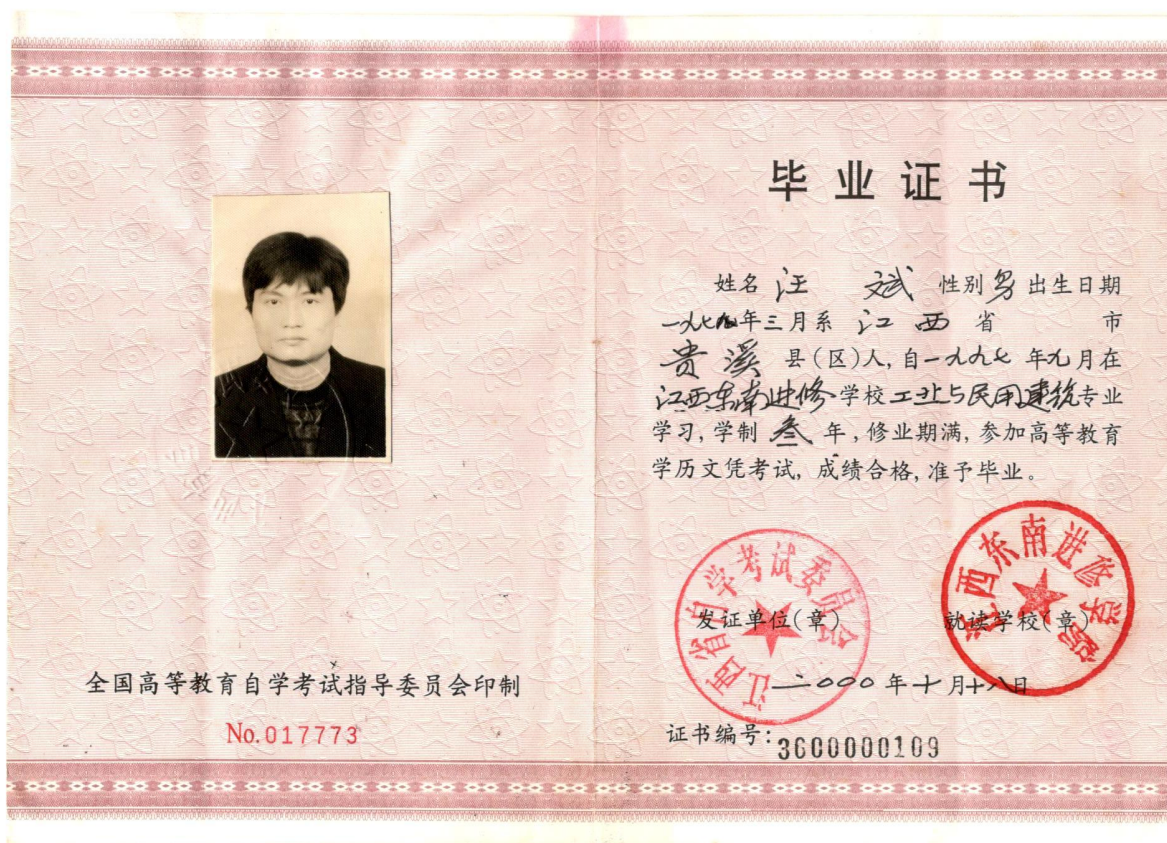 毕业证书
姓名 汪 斌 性别 男 出生日期
一九七九年三月系 江西 省 市
贵溪 县(区)人, 自一九九七 年九月在
江西东南进修 学校 工业与民用建筑 专业
学习, 学制 叁 年, 修业期满, 参加高等教育
学历文凭考试, 成绩合格, 准予毕业。
江西省自学考试委员会
江西东南进修学校
发证单位(章) 就读学校(章)
二000 年十月十八日
证书编号: 3600000109
全国高等教育自学考试指导委员会印制
No.017773